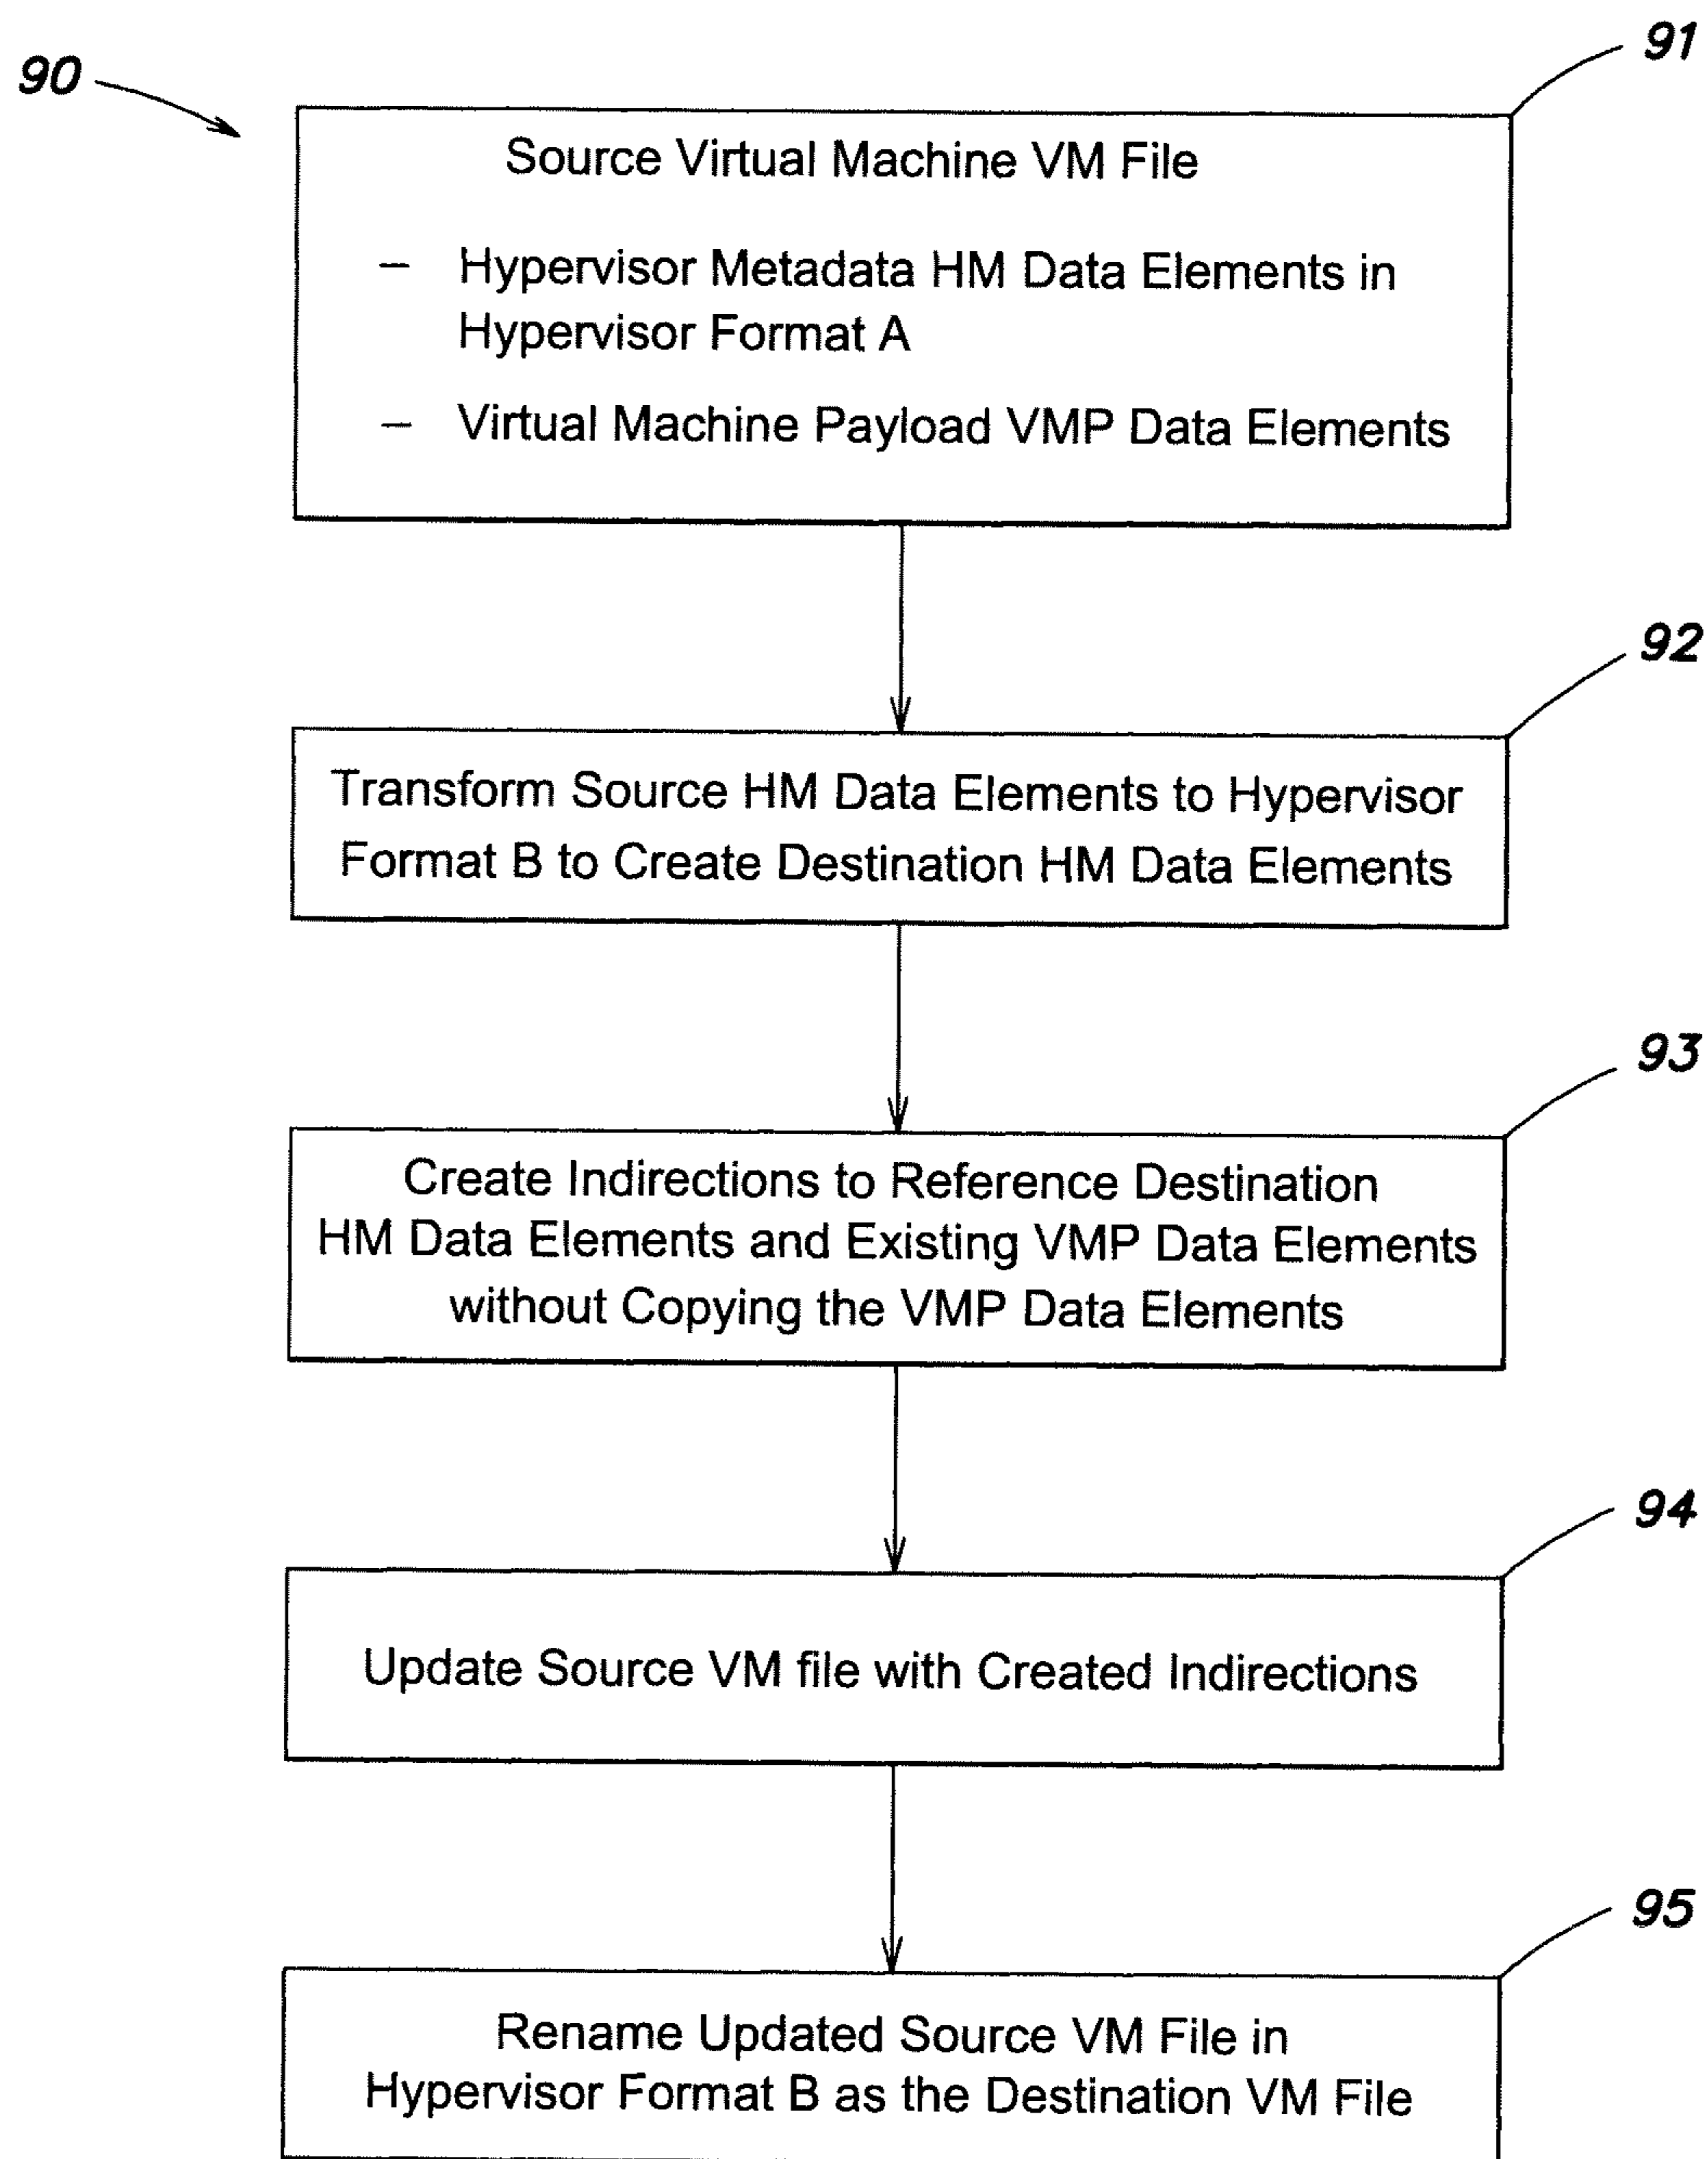 90
91
Source Virtual Machine VM File
– Hypervisor Metadata HM Data Elements in
Hypervisor Format A
– Virtual Machine Payload VMP Data Elements
92
Transform Source HM Data Elements to Hypervisor
Format B to Create Destination HM Data Elements
93
Create Indirections to Reference Destination
HM Data Elements and Existing VMP Data Elements
without Copying the VMP Data Elements
94
Update Source VM file with Created Indirections
95
Rename Updated Source VM File in
Hypervisor Format B as the Destination VM File